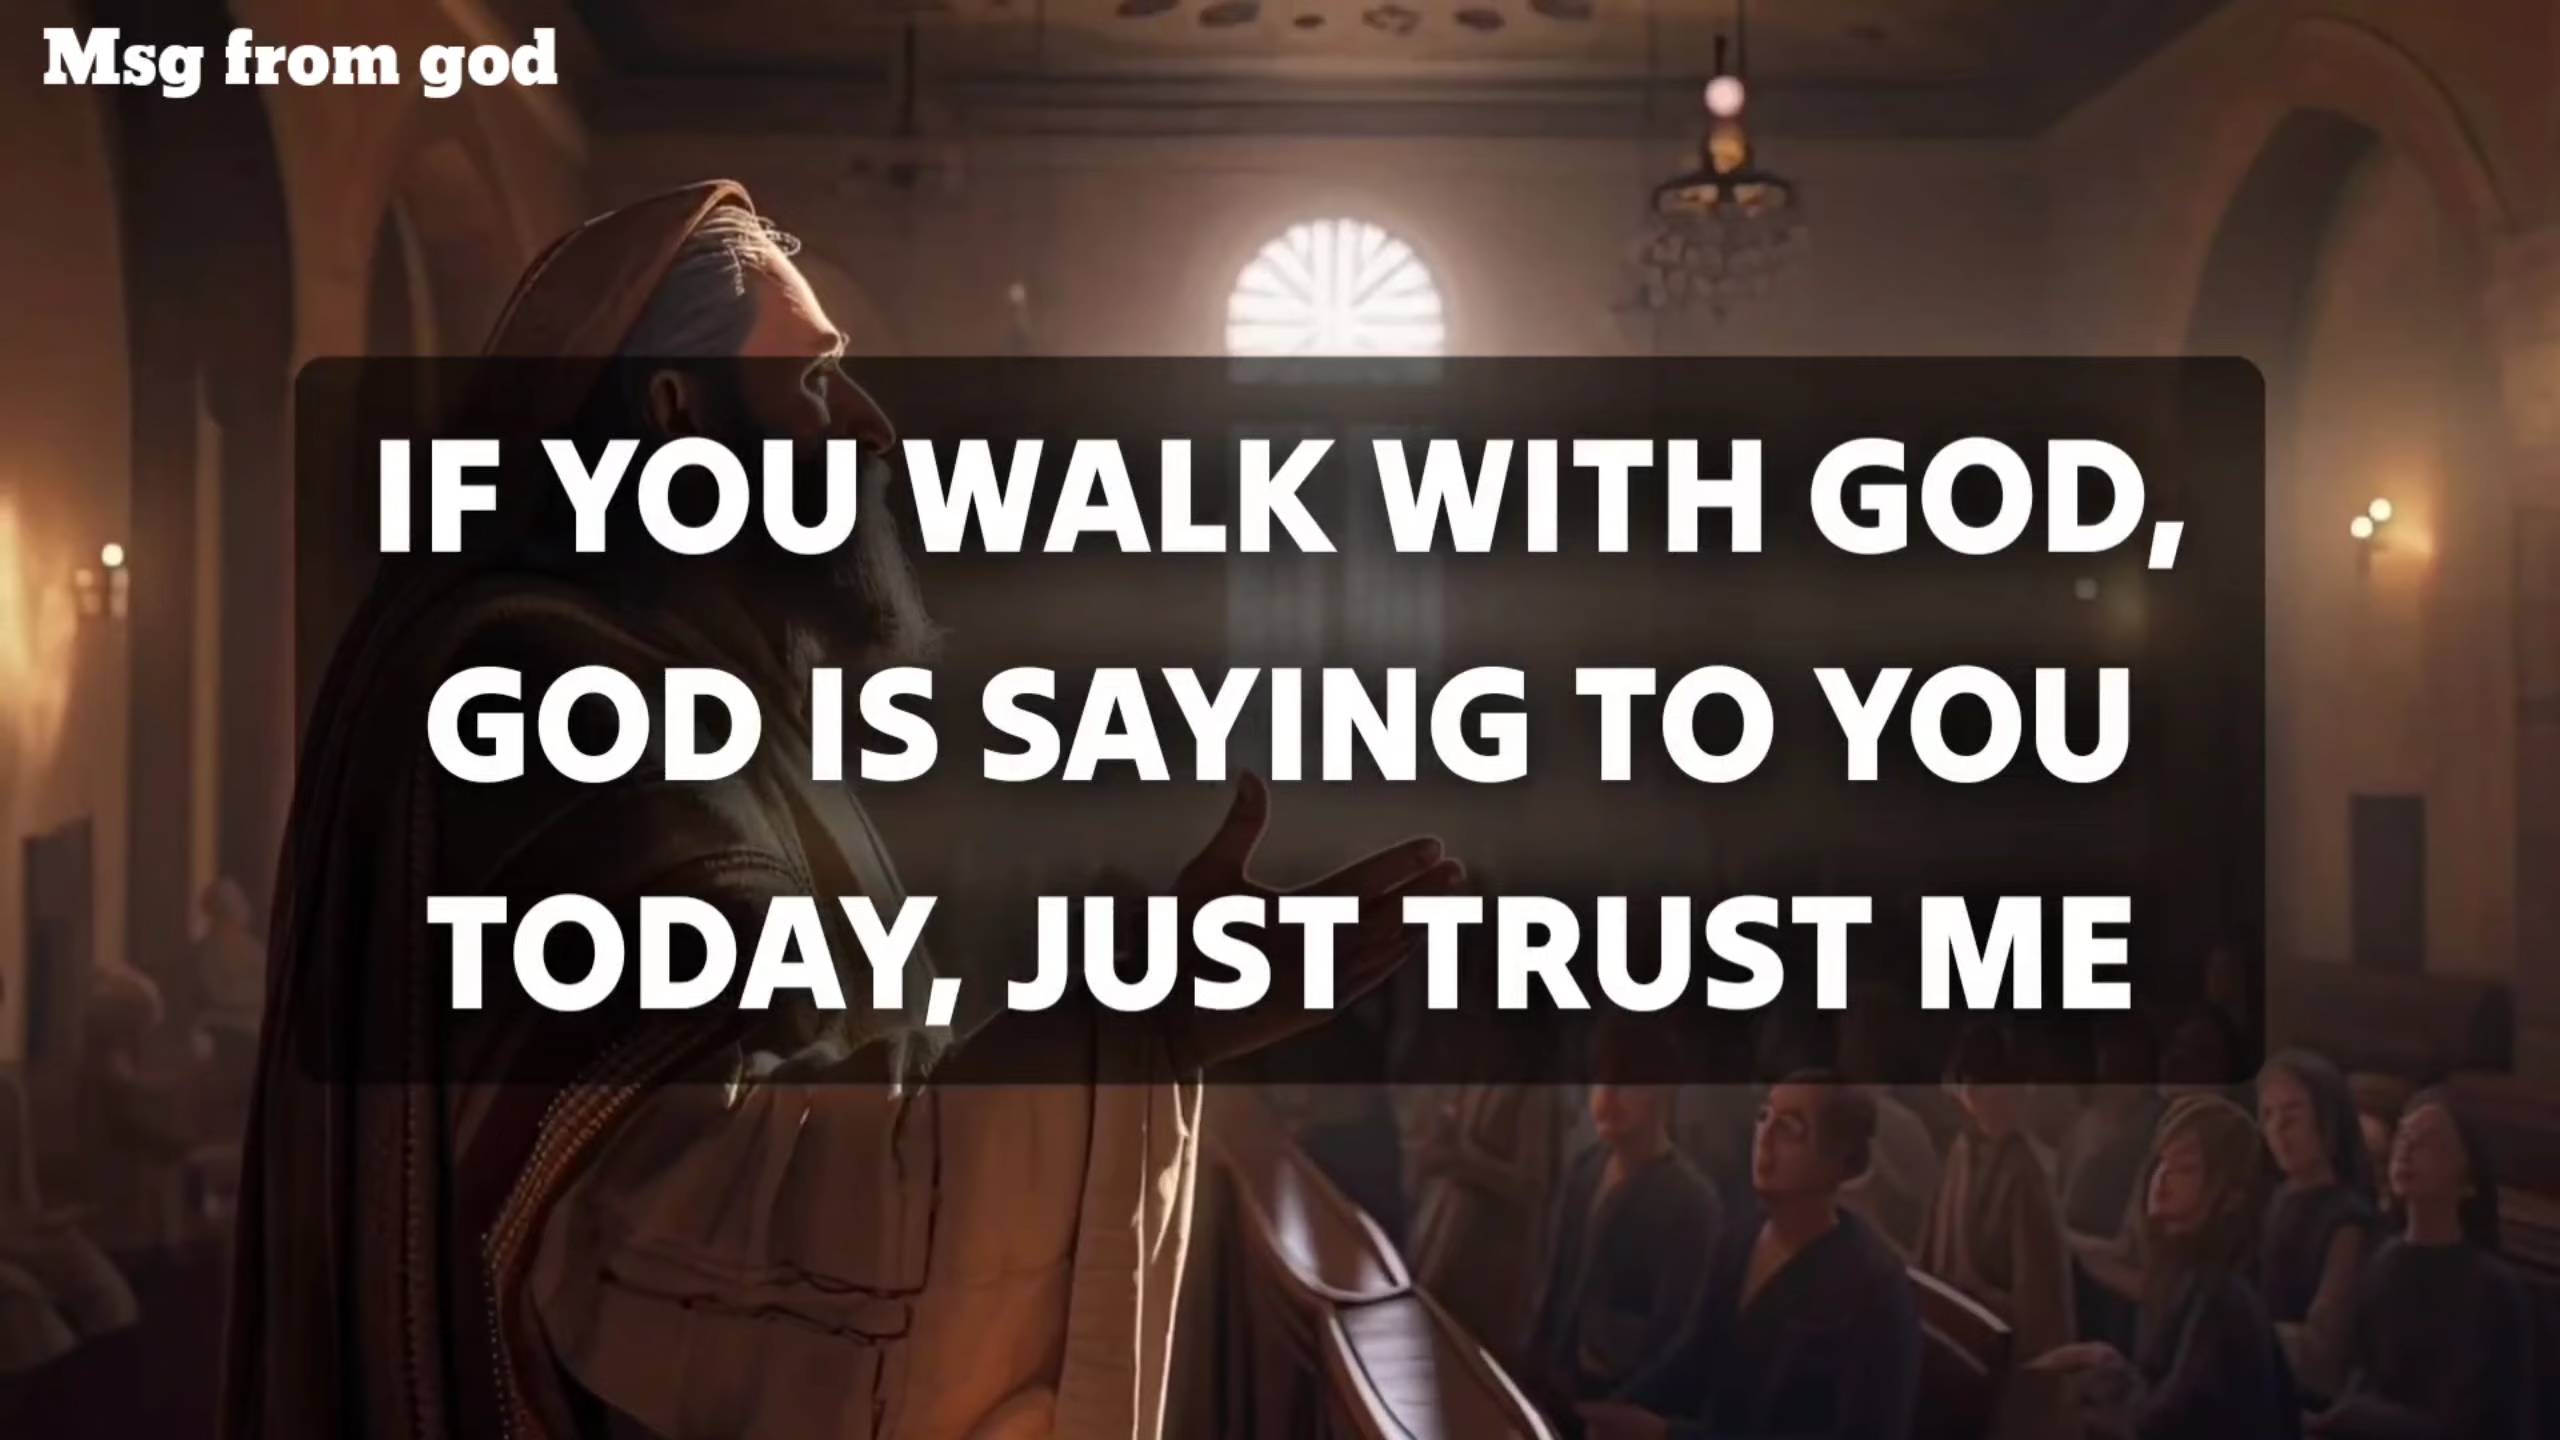 Msg from god
IF YOU WALK WITH GOD,
GOD IS SAYING TO YOU
TODAY, JUST TRUST ME